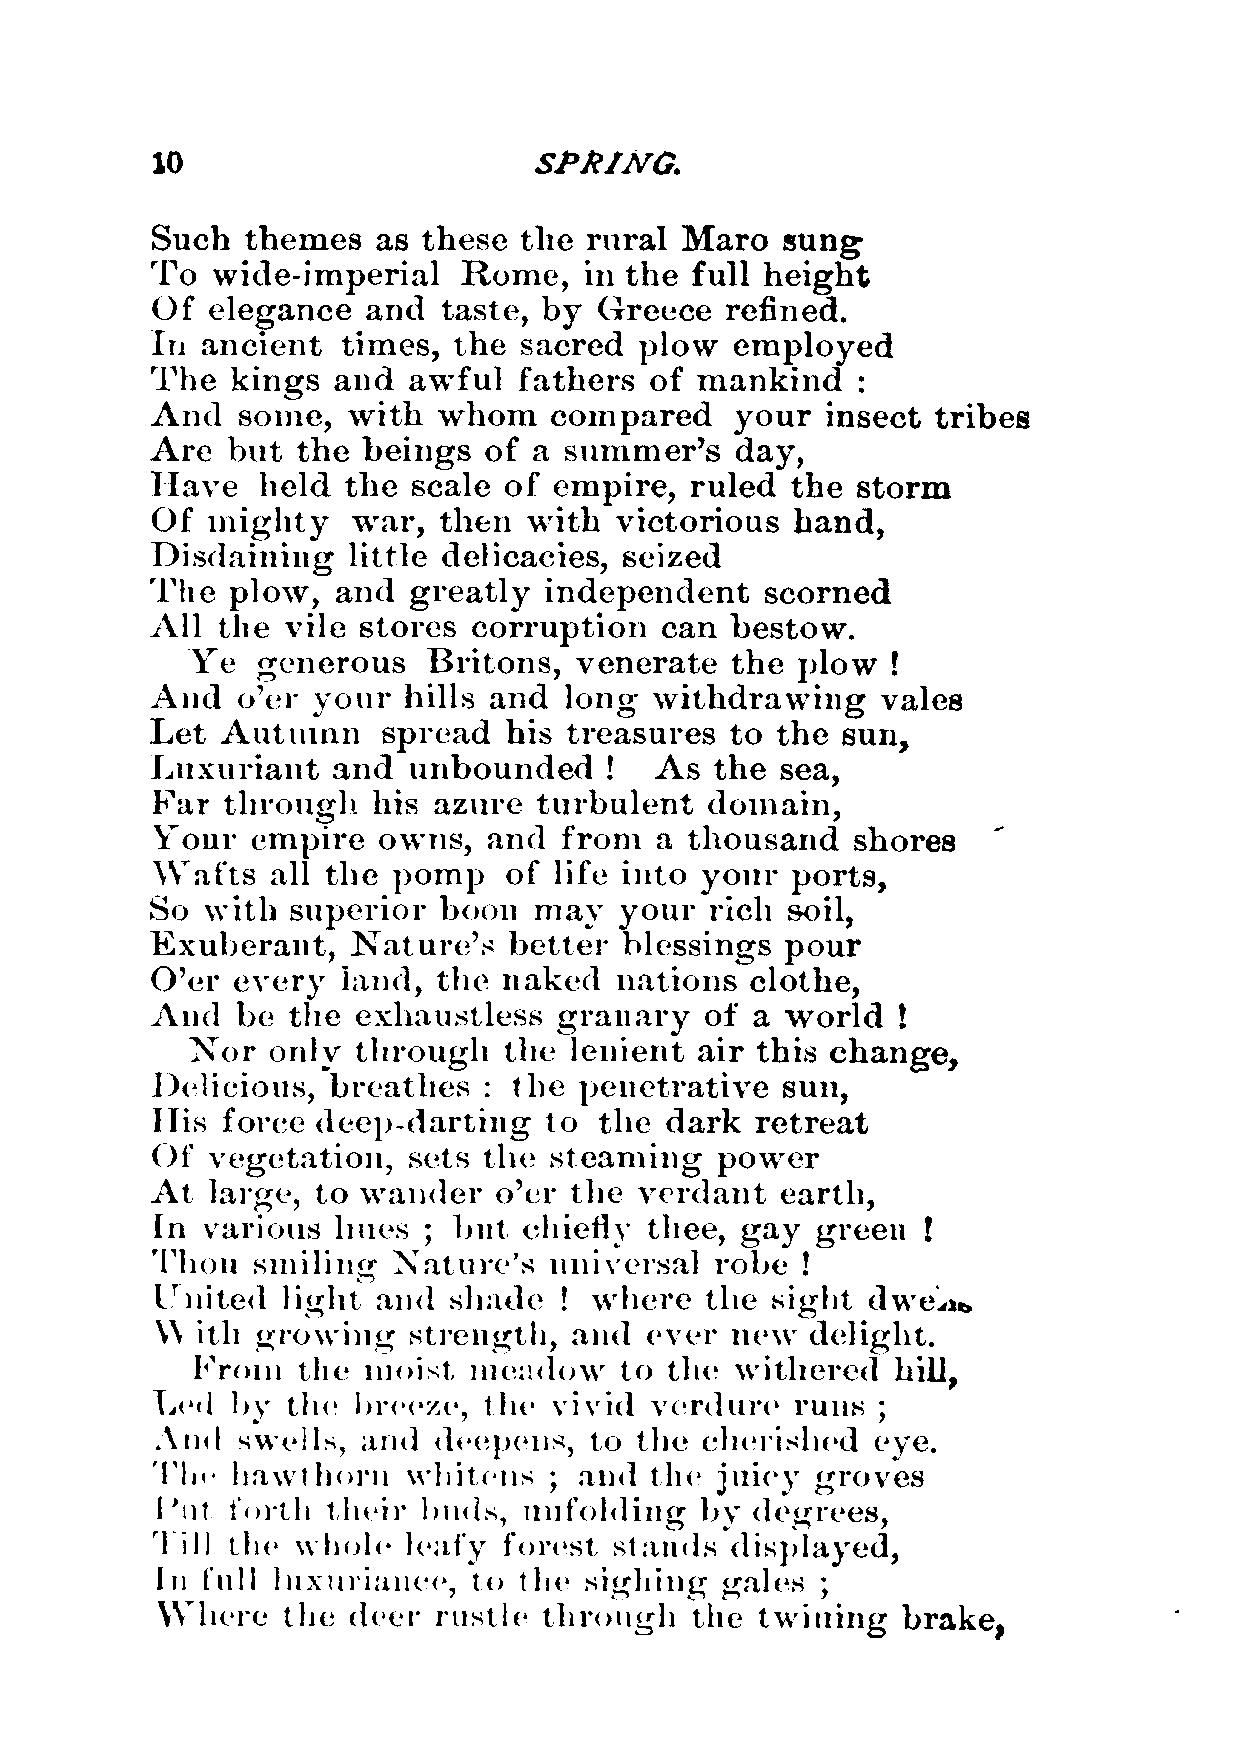 10 SPRING.
Such themes as these the rural Maro sung
To wide-imperial Rome, in the full height
Of elegance and taste, by Greece refined.
In ancient times, the sacred plow employed
The kings and awful fathers of mankind :
And some, with whom compared your insect tribes
Are but the beings of a summer's day,
Have held the scale of empire, ruled the storm
Of mighty war, then with victorious hand,
Disdaining little delicacies, seized
The plow, and greatly independent scorned
All the vile stores corruption can bestow.
Ye generous Britons, venerate the plow !
And o'er your hills and long withdrawing vales
Let Autumn spread his treasures to the sun,
Luxuriant and unbounded ! As the sea,
Far through his azure turbulent domain,
Your empire owns, and from a thousand shores
Wafts all the pomp of life into your ports,
So with superior boon may your rich soil,
Exuberant, Nature's better blessings pour
O'er every land, the naked nations clothe,
And be the exhaustless granary of a world !
Nor only through the lenient air this change,
Delicious, breathes : the penetrative sun,
His force deep-darting to the dark retreat
Of vegetation, sets the steaming power
At large, to wander o'er the verdant earth,
In various hues ; but chiefly thee, gay green !
Thou smiling Nature's universal robe !
United light and shade ! where the sight dwells
With growing strength, and ever new delight.
From the moist meadow to the withered hill,
Led by the breeze, the vivid verdure runs ;
And swells, and deepens, to the cherished eye.
The hawthorn whitens ; and the juicy groves
Put forth their buds, unfolding by degrees,
Till the whole leafy forest stands displayed,
In full luxuriance, to the sighing gales ;
Where the deer rustle through the twining brake,